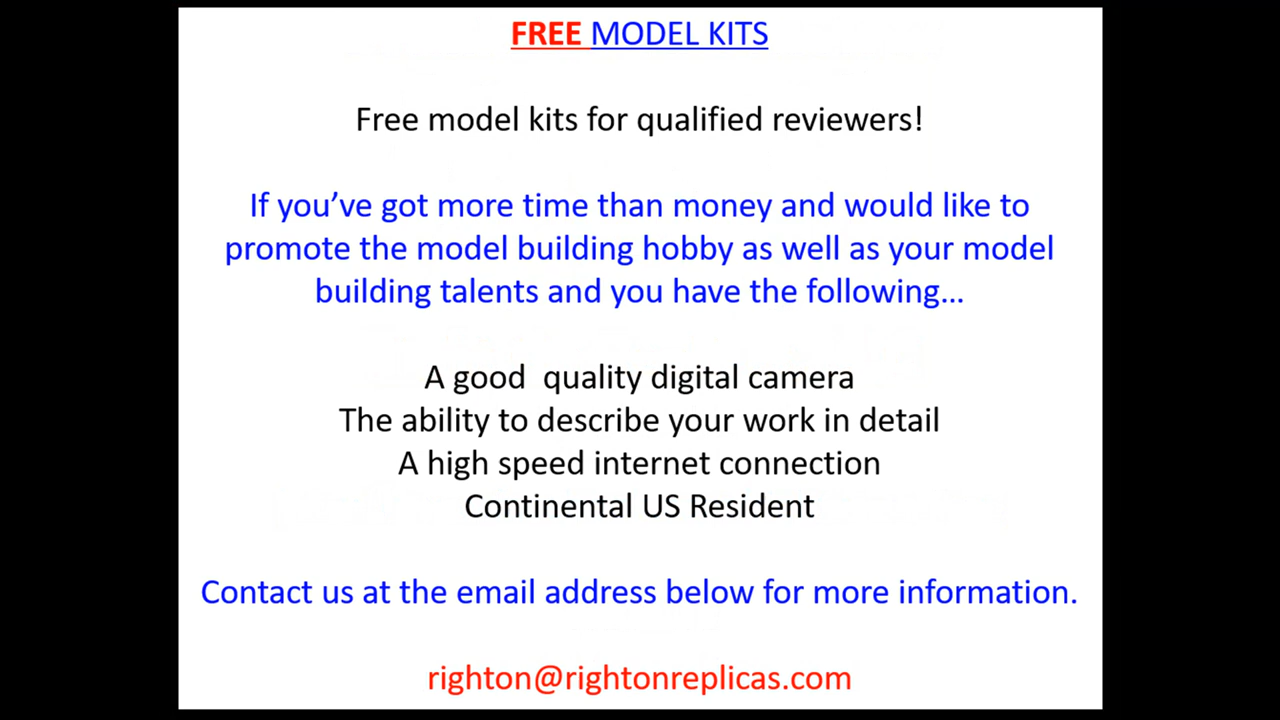 FREE MODEL KITS
Free model kits for qualified reviewers!
If you’ve got more time than money and would like to
promote the model building hobby as well as your model
building talents and you have the following…
A good  quality digital camera
The ability to describe your work in detail
A high speed internet connection
Continental US Resident
Contact us at the email address below for more information.
righton@rightonreplicas.com